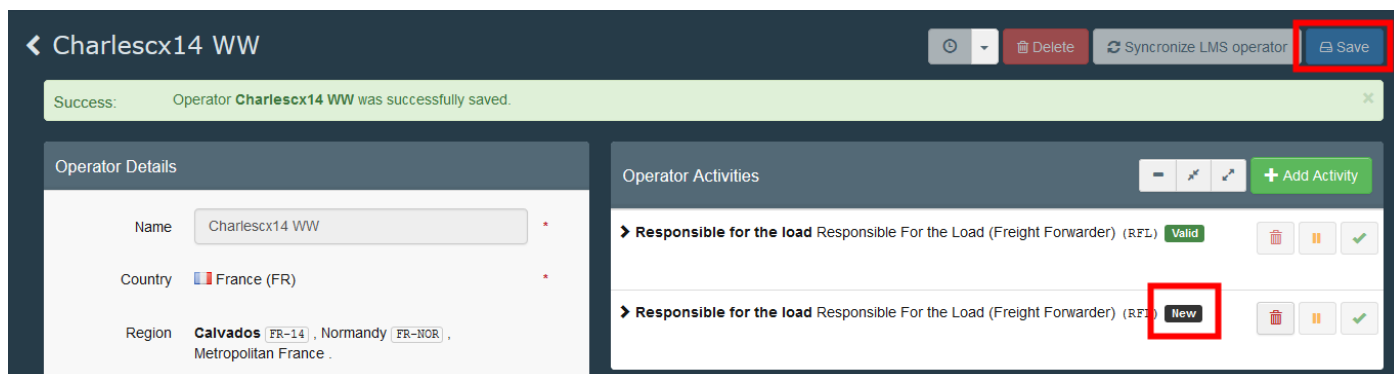 Charlescx14 WW
Delete
Syncronize LMS operator
Save
Success: Operator Charlescx14 WW was successfully saved.
Operator Details
Name Charlescx14 WW *
Country France (FR) *
Region Calvados FR-14 , Normandy FR-NOR ,
Metropolitan France .
Operator Activities
Add Activity
Responsible for the load Responsible For the Load (Freight Forwarder) (RFL) Valid
Responsible for the load Responsible For the Load (Freight Forwarder) (RFL) New